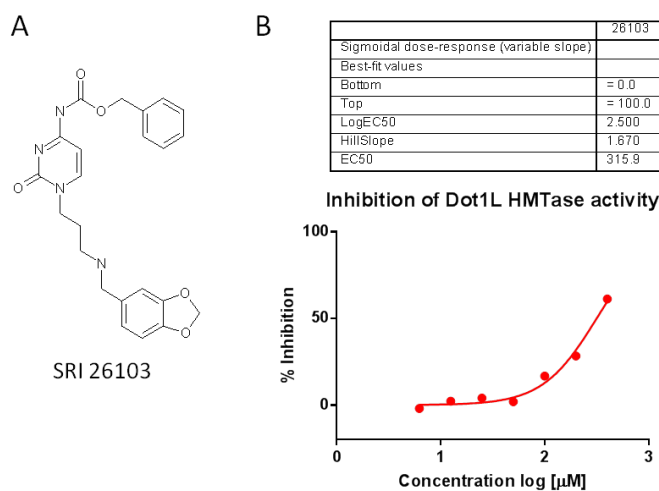 A
B
26103
Sigmoidal dose-response (variable slope)
Best-fit values
Bottom = 0.0
Top = 100.0
LogEC50 2.500
HillSlope 1.670
EC50 315.9
O
NH
O
N
O
N
N
O
O
SRI 26103
Inhibition of Dot1L HMTase activity
% Inhibition
100
50
0
0 1 2 3
Concentration log [µM]